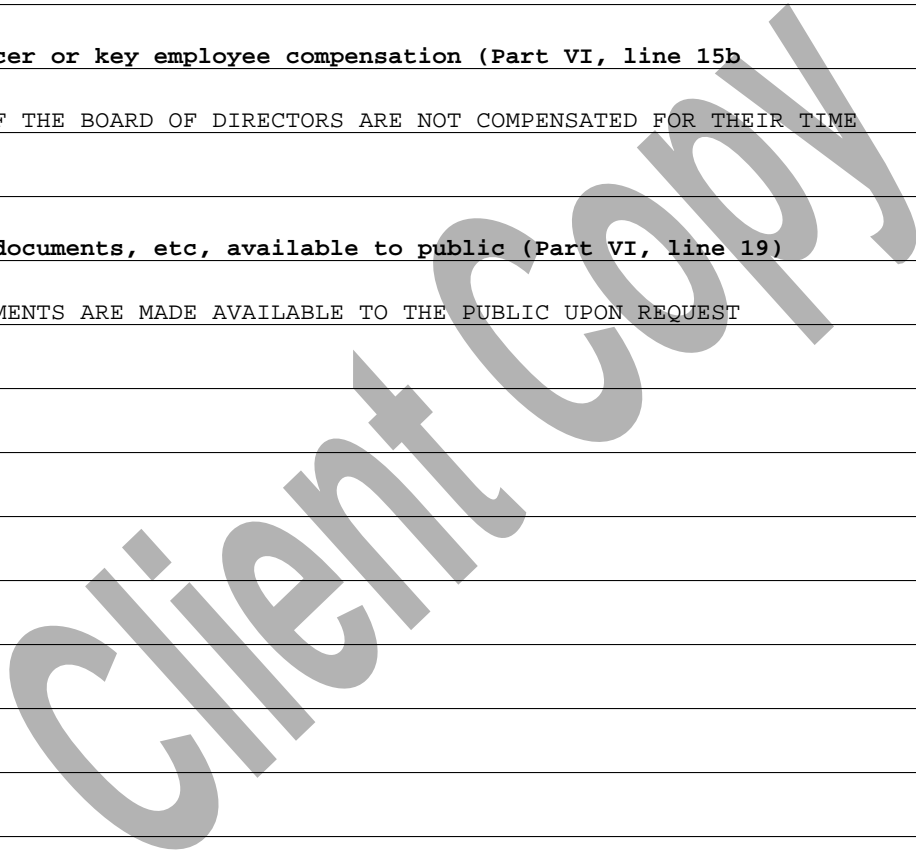 cer or key employee compensation (Part VI, line 15b
F THE BOARD OF DIRECTORS ARE NOT COMPENSATED FOR THEIR TIME
documents, etc, available to public (Part VI, line 19)
MENTS ARE MADE AVAILABLE TO THE PUBLIC UPON REQUEST
Client Copy